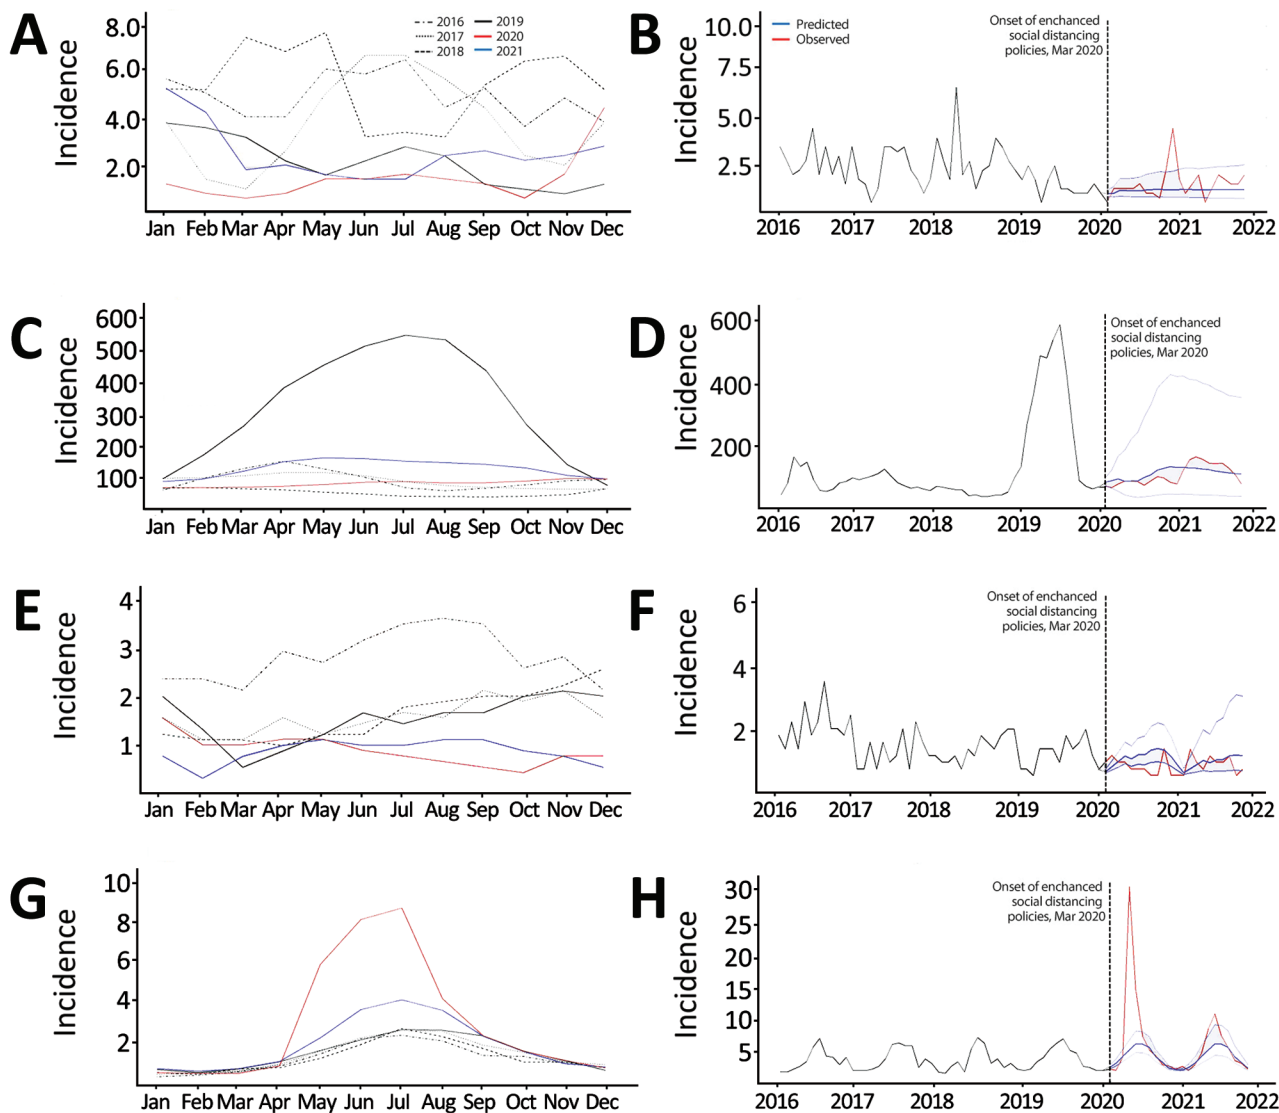 A
Incidence
8.0
6.0
4.0
2.0
2016
2017
2018
2019
2020
2021
Jan Feb Mar Apr May Jun Jul Aug Sep Oct Nov Dec
B
Incidence
10.0
7.5
5.0
2.5
Predicted
Observed
Onset of enchanced
social distancing
policies, Mar 2020
2016 2017 2018 2019 2020 2021 2022
C
Incidence
600
500
400
300
200
100
Jan Feb Mar Apr May Jun Jul Aug Sep Oct Nov Dec
D
Incidence
600
400
200
Onset of enchanced
social distancing
policies, Mar 2020
2016 2017 2018 2019 2020 2021 2022
E
Incidence
4
3
2
1
Jan Feb Mar Apr May Jun Jul Aug Sep Oct Nov Dec
F
Incidence
6
4
2
Onset of enchanced
social distancing
policies, Mar 2020
2016 2017 2018 2019 2020 2021 2022
G
Incidence
10
8
6
4
2
Jan Feb Mar Apr May Jun Jul Aug Sep Oct Nov Dec
H
Incidence
30
25
20
15
10
5
Onset of enchanced
social distancing
policies, Mar 2020
2016 2017 2018 2019 2020 2021 2022